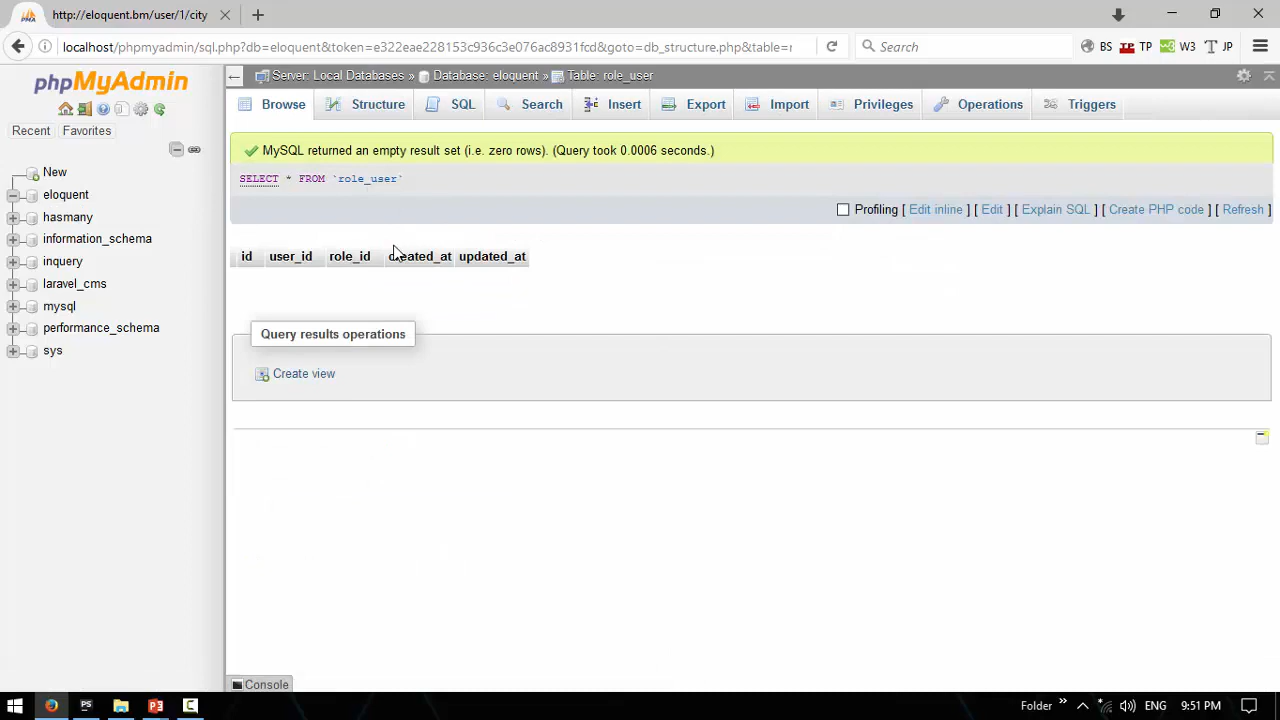 http://eloquent.bm/user/1/city
localhost/phpmyadmin/sql.php?db=eloquent&token=e322eae228153c936c3e076ac8931fcd&goto=db_structure.php&table=r
Search
BS
TP
W3
JP
phpMyAdmin
Recent
Favorites
New
eloquent
hasmany
information_schema
inquery
laravel_cms
mysql
performance_schema
sys
Server: Local Databases » Database: eloquent » Table: role_user
Browse Structure SQL Search Insert Export Import Privileges Operations Triggers
MySQL returned an empty result set (i.e. zero rows). (Query took 0.0006 seconds.)
SELECT * FROM `role_user`
Profiling [ Edit inline ] [ Edit ] [ Explain SQL ] [ Create PHP code ] [ Refresh ]
id user_id role_id created_at updated_at
Query results operations
Create view
Console
Folder
ENG
9:51 PM